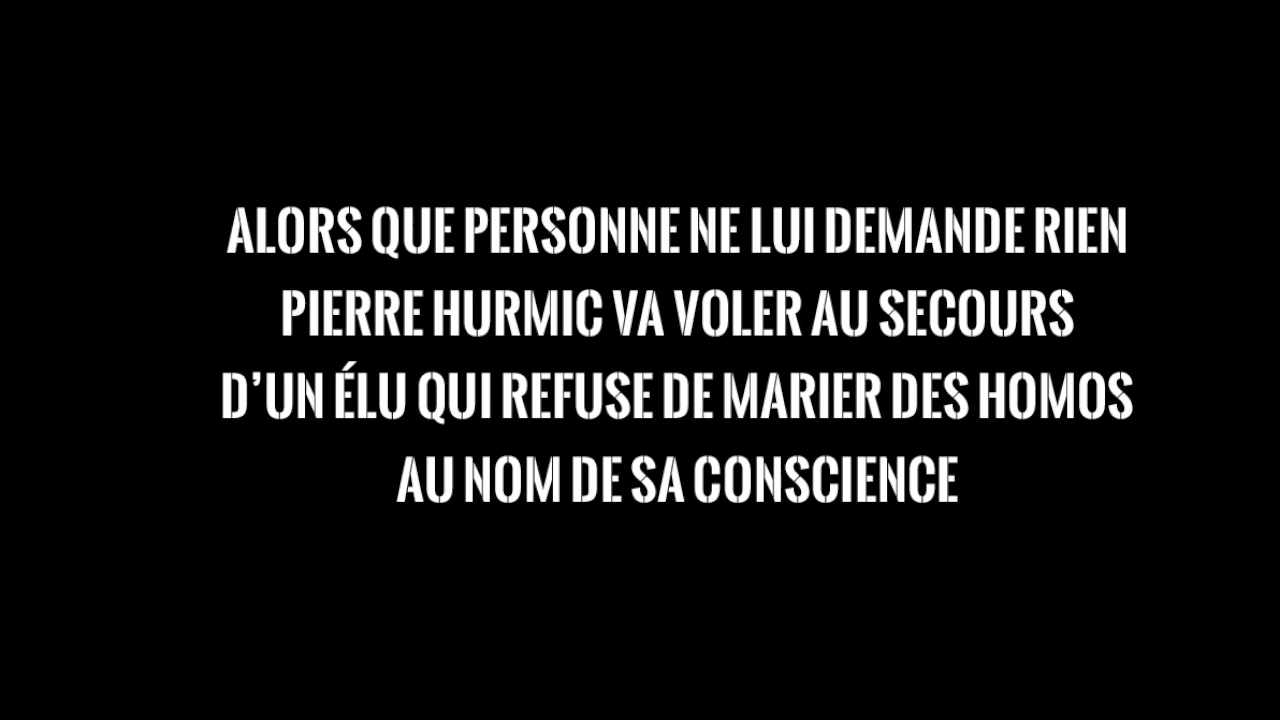 ALORS QUE PERSONNE NE LUI DEMANDE RIEN
PIERRE HURMIC VA VOLER AU SECOURS
D’UN ÉLU QUI REFUSE DE MARIER DES HOMOS
AU NOM DE SA CONSCIENCE